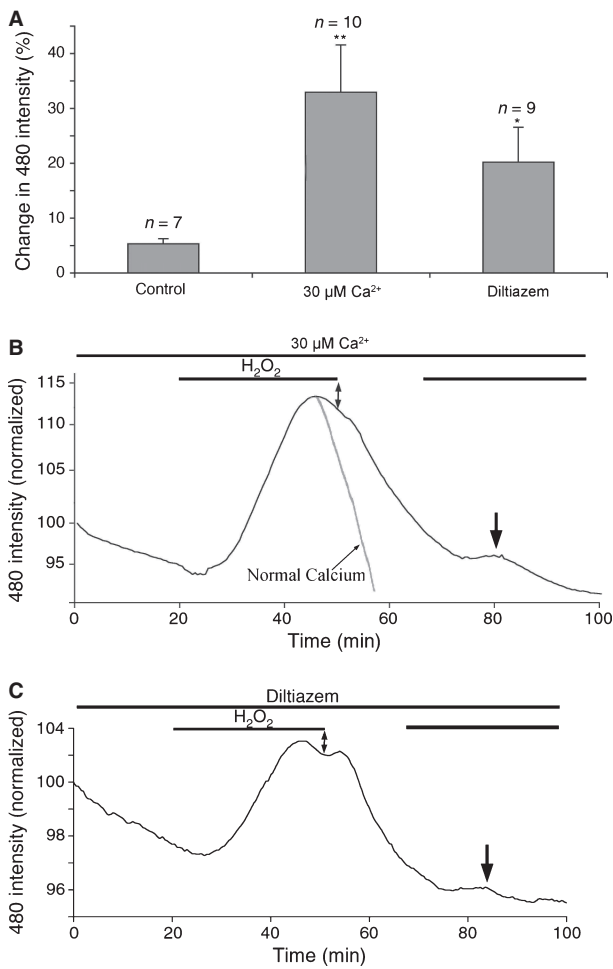 A
Change in 480 intensity (%)
40
30
20
10
0
n = 7
n = 10
**
n = 9
*
Control
30 µM Ca²⁺
Diltiazem
B
30 µM Ca²⁺
H₂O₂
480 intensity (normalized)
115
110
105
100
95
Normal Calcium
0
20
40
60
80
100
Time (min)
C
Diltiazem
H₂O₂
480 intensity (normalized)
104
102
100
98
96
0
20
40
60
80
100
Time (min)